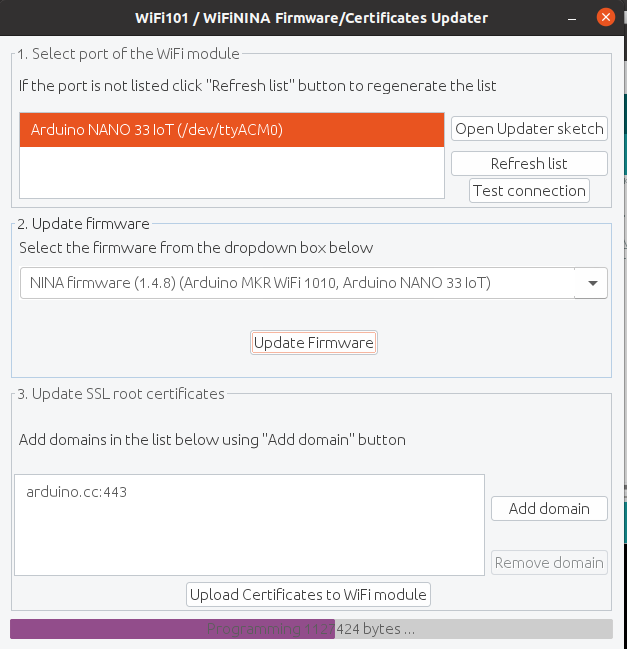 WiFi101 / WiFiNINA Firmware/Certificates Updater
1. Select port of the WiFi module
If the port is not listed click "Refresh list" button to regenerate the list
Arduino NANO 33 IoT (/dev/ttyACM0)
Open Updater sketch
Refresh list
Test connection
2. Update firmware
Select the firmware from the dropdown box below
NINA firmware (1.4.8) (Arduino MKR WiFi 1010, Arduino NANO 33 IoT)
Update Firmware
3. Update SSL root certificates
Add domains in the list below using "Add domain" button
arduino.cc:443
Add domain
Remove domain
Upload Certificates to WiFi module
Programming 1127424 bytes ...